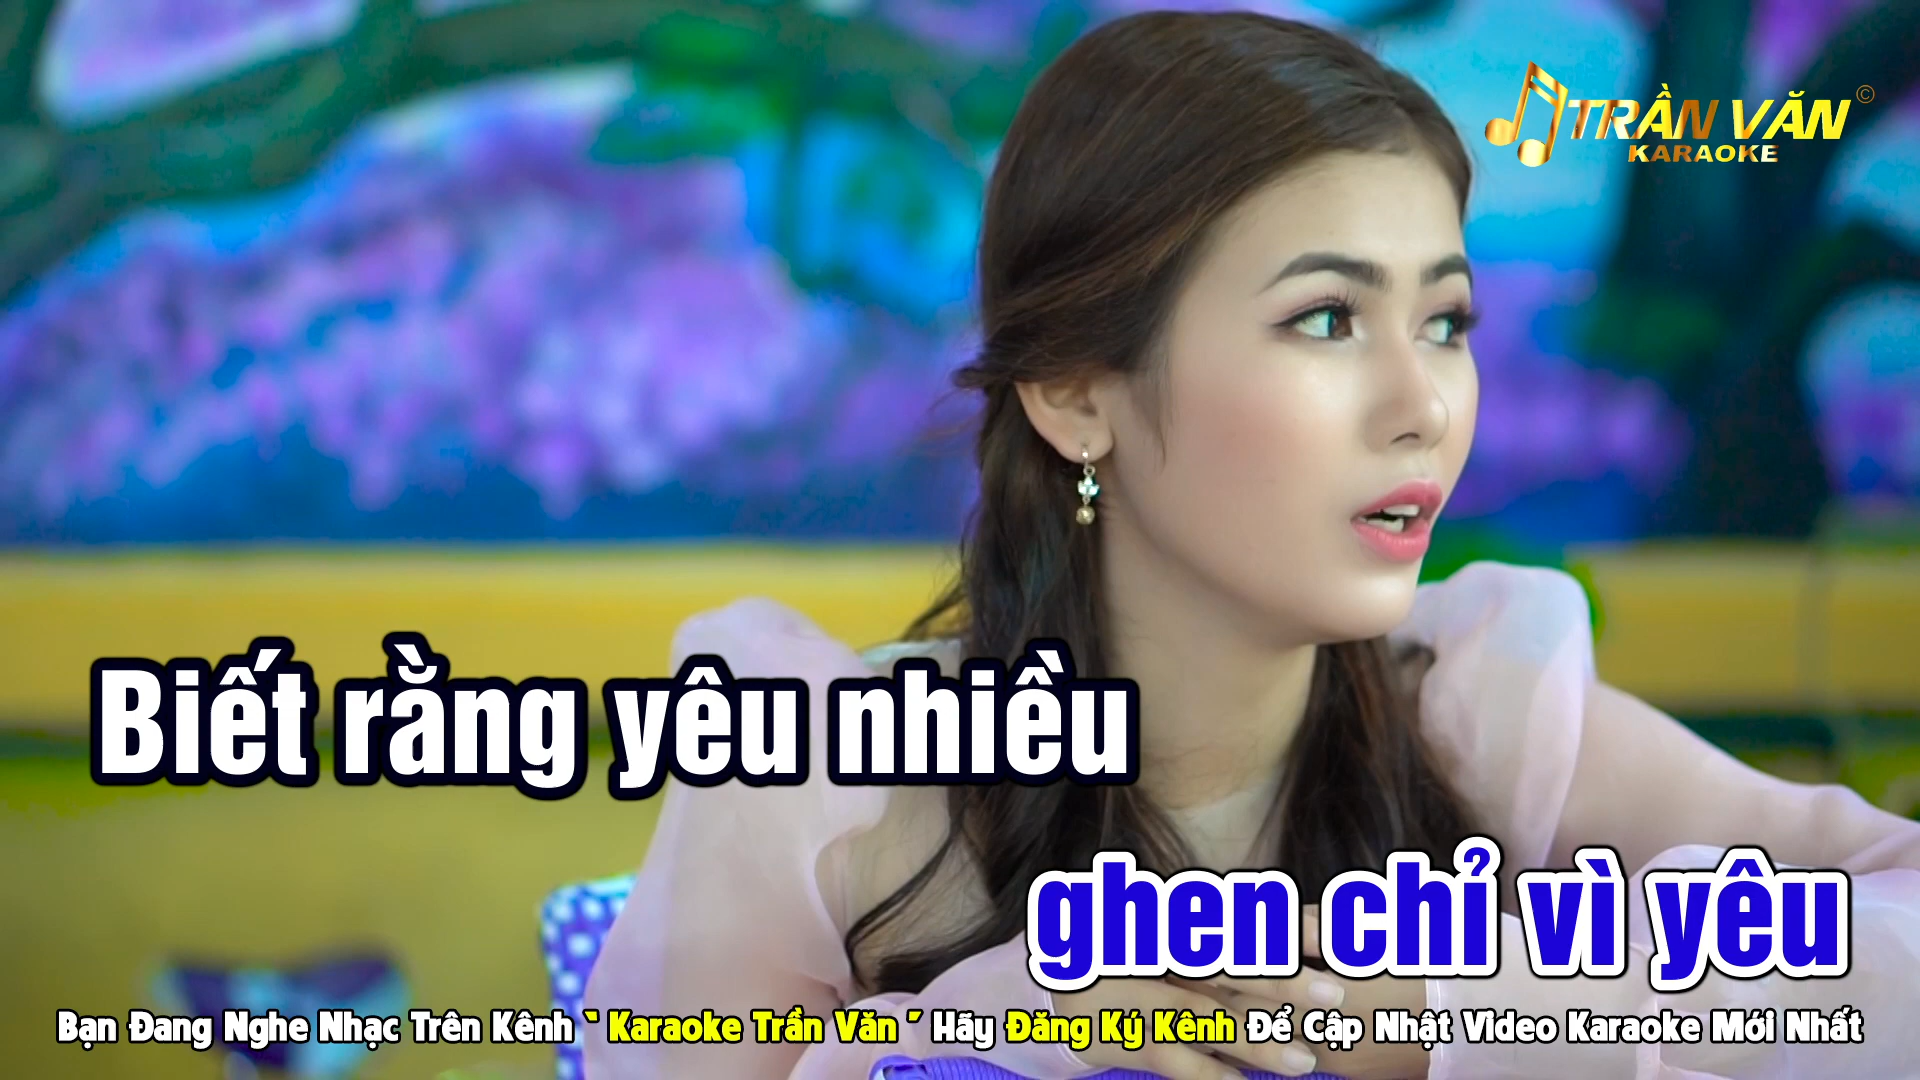 TRẦN VĂN ©
KARAOKE
Biết rằng yêu nhiều
ghen chỉ vì yêu
Bạn Đang Nghe Nhạc Trên Kênh ` Karaoke Trần Văn ´ Hãy Đăng Ký Kênh Để Cập Nhật Video Karaoke Mới Nhất